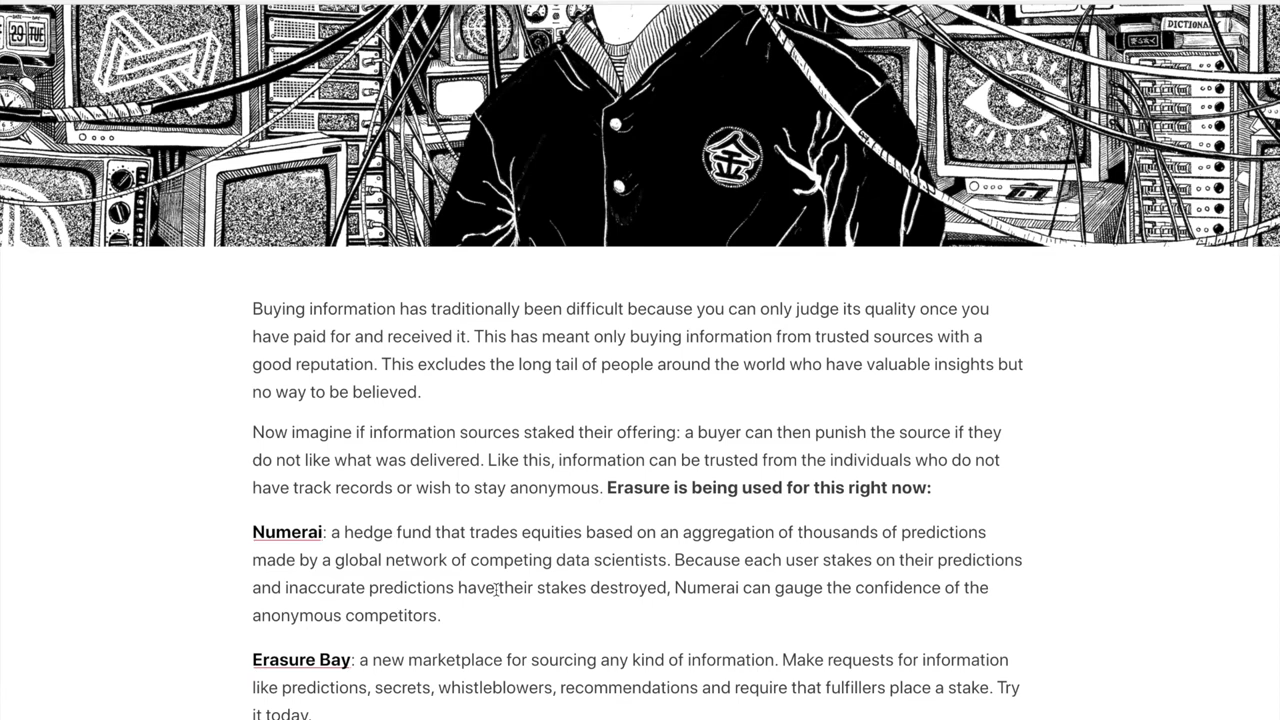 29 TUE
DICTIONA
金
Buying information has traditionally been difficult because you can only judge its quality once you
have paid for and received it. This has meant only buying information from trusted sources with a
good reputation. This excludes the long tail of people around the world who have valuable insights but
no way to be believed.
Now imagine if information sources staked their offering: a buyer can then punish the source if they
do not like what was delivered. Like this, information can be trusted from the individuals who do not
have track records or wish to stay anonymous. Erasure is being used for this right now:
Numerai: a hedge fund that trades equities based on an aggregation of thousands of predictions
made by a global network of competing data scientists. Because each user stakes on their predictions
and inaccurate predictions have their stakes destroyed, Numerai can gauge the confidence of the
anonymous competitors.
Erasure Bay: a new marketplace for sourcing any kind of information. Make requests for information
like predictions, secrets, whistleblowers, recommendations and require that fulfillers place a stake. Try
it today.